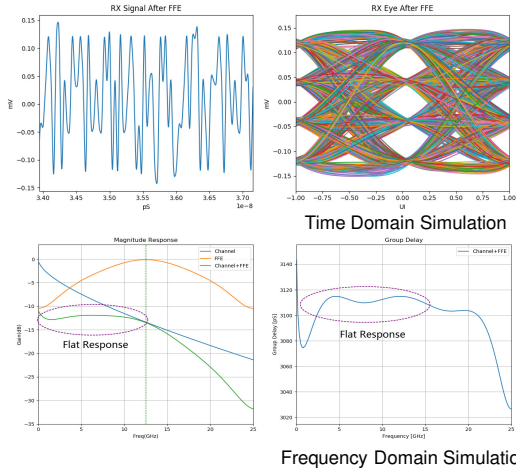 RX Signal After FFE
0.15
0.10
0.05
0.00
-0.05
-0.10
-0.15
mV
3.40 3.45 3.50 3.55 3.60 3.65 3.70
1e-8
pS
RX Eye After FFE
0.15
0.10
0.05
0.00
-0.05
-0.10
-0.15
mV
-1.00 -0.75 -0.50 -0.25 0.00 0.25 0.50 0.75 1.00
UI
Time Domain Simulation
Magnitude Response
Channel
FFE
Channel+FFE
0
-5
-10
-15
-20
-25
-30
-35
Gain(dB)
Flat Response
0 5 10 15 20 25
Freq(GHz)
Group Delay
Channel+FFE
3140
3120
3100
3080
3060
3040
3020
Group Delay [pS]
Flat Response
0 5 10 15 20 25
Frequency [GHz]
Frequency Domain Simulatio